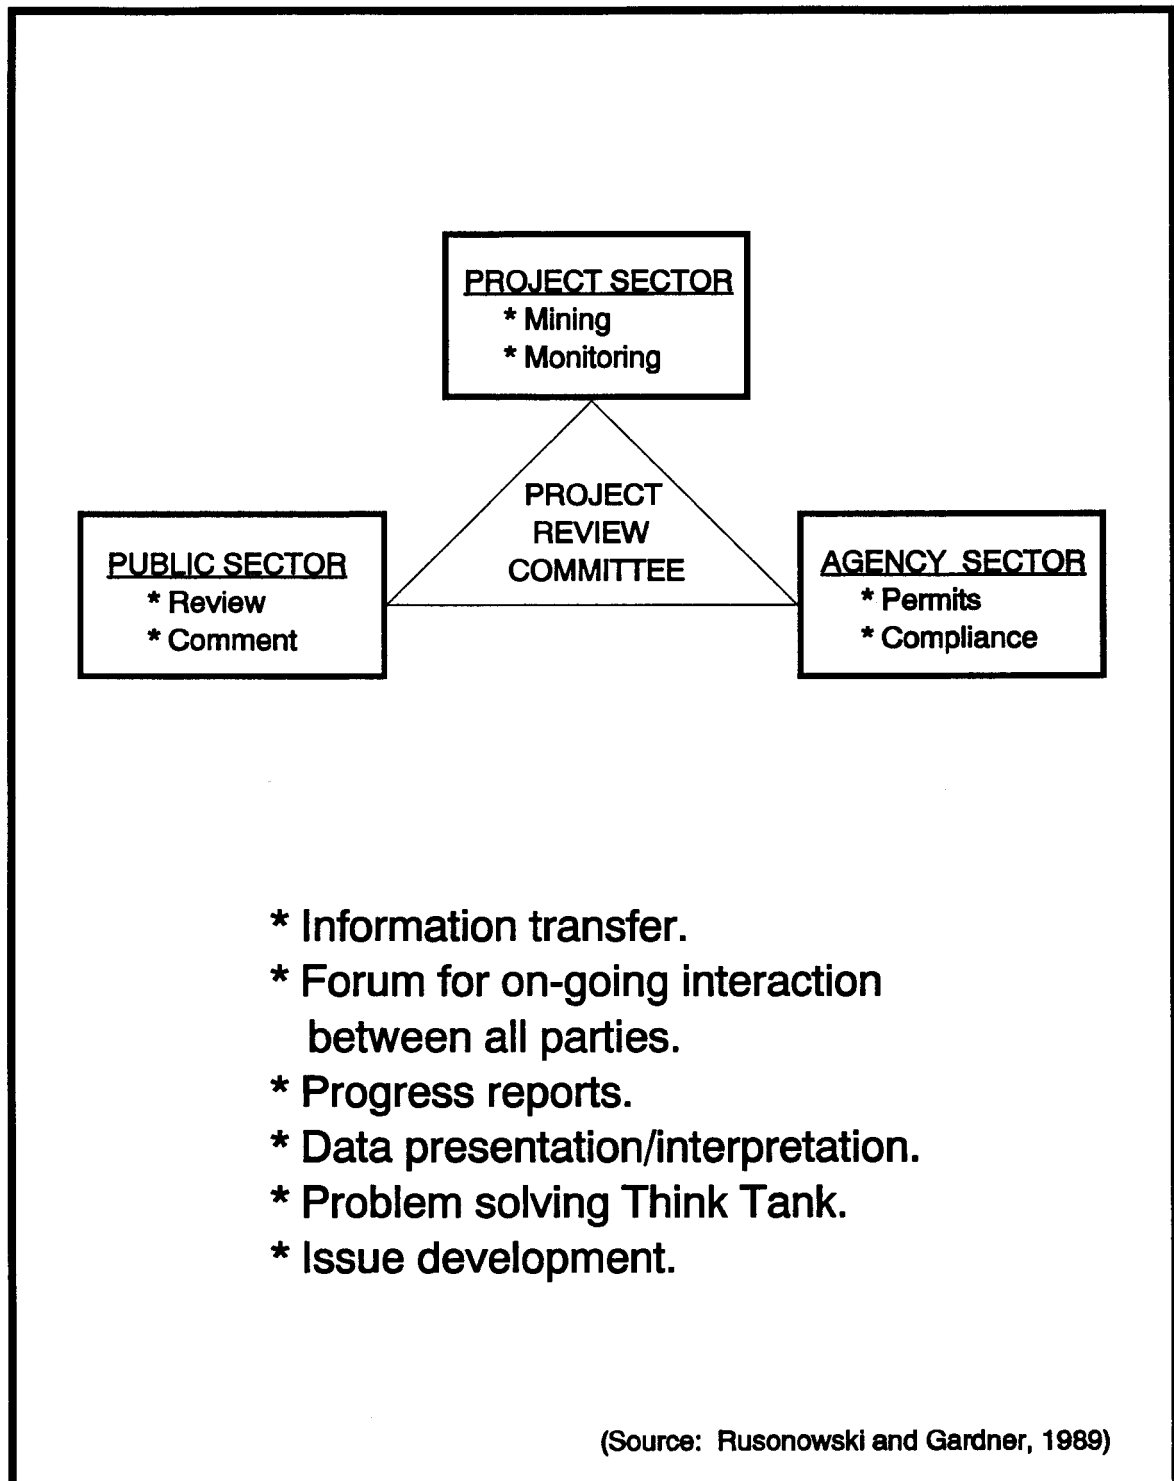 PROJECT SECTOR
* Mining
* Monitoring
PROJECT
REVIEW
COMMITTEE
PUBLIC SECTOR
* Review
* Comment
AGENCY SECTOR
* Permits
* Compliance
* Information transfer.
* Forum for on-going interaction
between all parties.
* Progress reports.
* Data presentation/interpretation.
* Problem solving Think Tank.
* Issue development.
(Source: Rusonowski and Gardner, 1989)